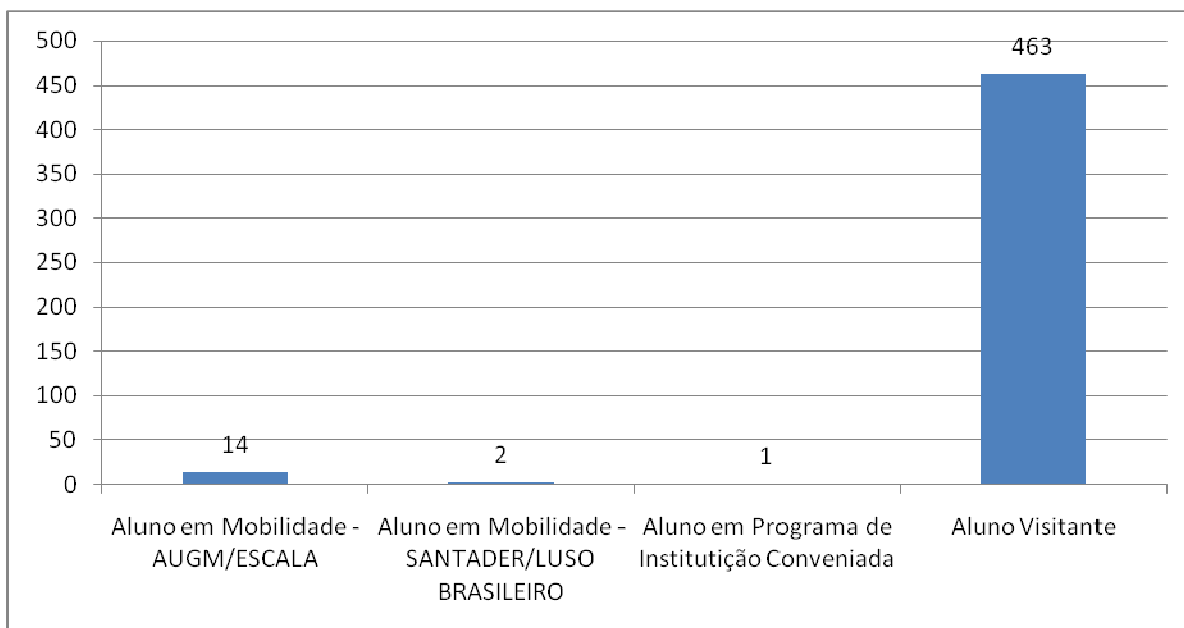 500
450
400
350
300
250
200
150
100
50
0
14
2
1
463
Aluno em Mobilidade -
AUGM/ESCALA
Aluno em Mobilidade -
SANTADER/LUSO
BRASILEIRO
Aluno em Programa de
Institutição Conveniada
Aluno Visitante